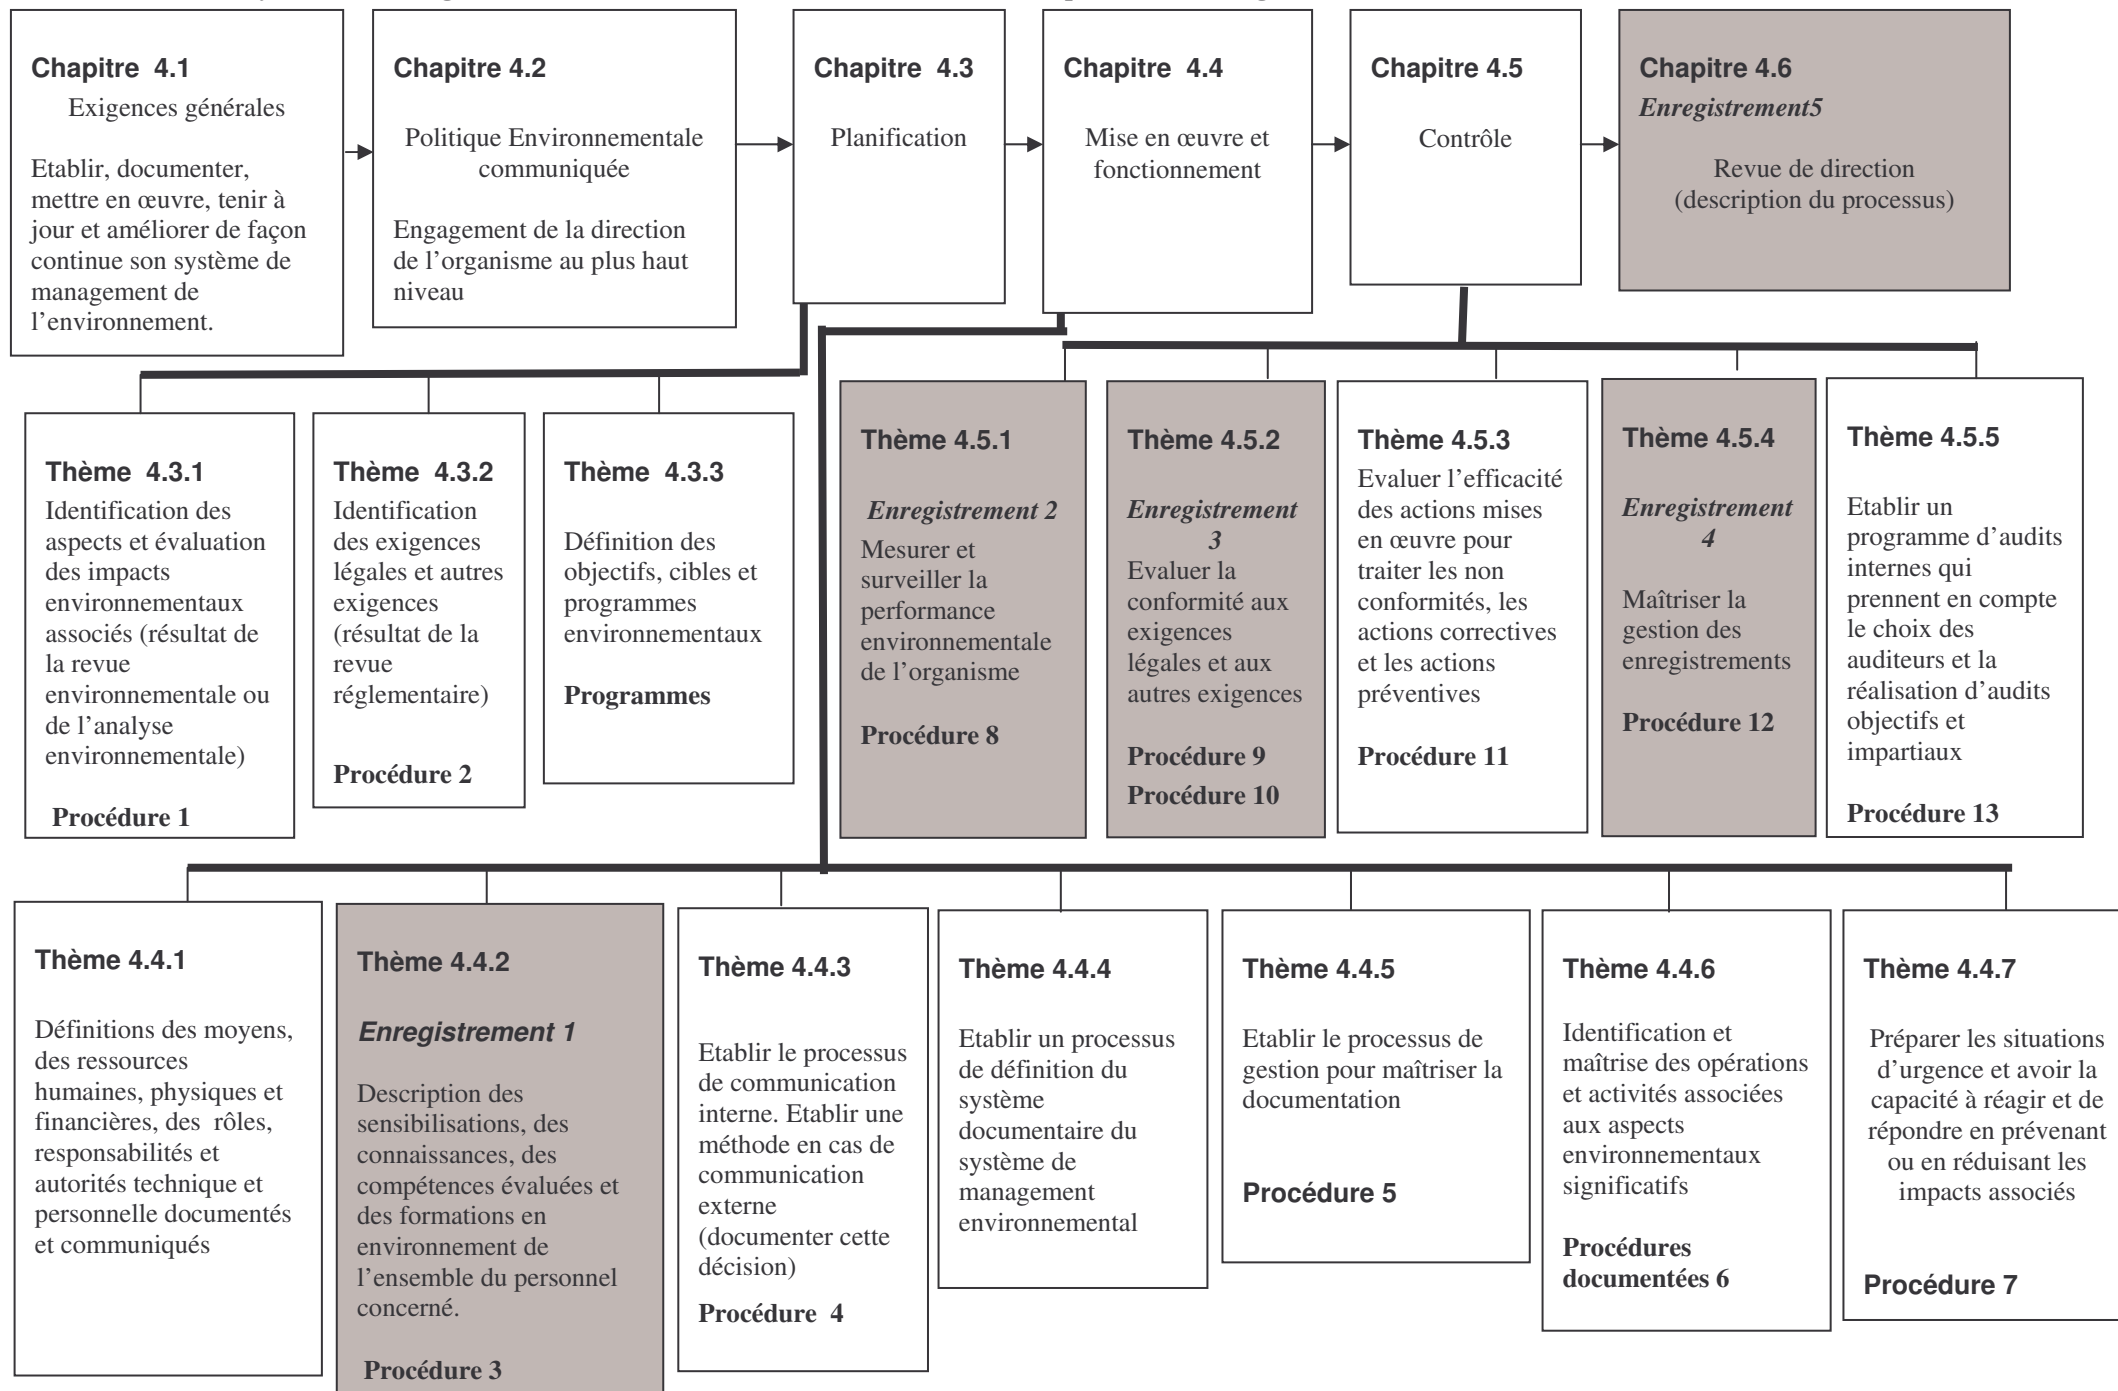 Chapitre 4.1
Exigences générales
Etablir, documenter,
mettre en œuvre, tenir à
jour et améliorer de façon
continue son système de
management de
l'environnement.
Chapitre 4.2
Politique Environnementale
communiquée
Engagement de la direction
de l'organisme au plus haut
niveau
Chapitre 4.3
Planification
Chapitre 4.4
Mise en œuvre et
fonctionnement
Chapitre 4.5
Contrôle
Chapitre 4.6
Enregistrement5
Revue de direction
(description du processus)
Thème 4.3.1
Identification des
aspects et évaluation
des impacts
environnementaux
associés (résultat de
la revue
environnementale ou
de l'analyse
environnementale)
Procédure 1
Thème 4.3.2
Identification
des exigences
légales et autres
exigences
(résultat de la
revue
réglementaire)
Procédure 2
Thème 4.3.3
Définition des
objectifs, cibles et
programmes
environnementaux
Programmes
Thème 4.5.1
Enregistrement 2
Mesurer et
surveiller la
performance
environnementale
de l'organisme
Procédure 8
Thème 4.5.2
Enregistrement
3
Evaluer la
conformité aux
exigences
légales et aux
autres exigences
Procédure 9
Procédure 10
Thème 4.5.3
Evaluer l'efficacité
des actions mises
en œuvre pour
traiter les non
conformités, les
actions correctives
et les actions
préventives
Procédure 11
Thème 4.5.4
Enregistrement
4
Maîtriser la
gestion des
enregistrements
Procédure 12
Thème 4.5.5
Etablir un
programme d'audits
internes qui
prennent en compte
le choix des
auditeurs et la
réalisation d'audits
objectifs et
impartiaux
Procédure 13
Thème 4.4.1
Définitions des moyens,
des ressources
humaines, physiques et
financières, des rôles,
responsabilités et
autorités technique et
personnelle documentés
et communiqués
Thème 4.4.2
Enregistrement 1
Description des
sensibilisations, des
connaissances, des
compétences évaluées et
des formations en
environnement de
l'ensemble du personnel
concerné.
Procédure 3
Thème 4.4.3
Etablir le processus
de communication
interne. Etablir une
méthode en cas de
communication
externe
(documenter cette
décision)
Procédure 4
Thème 4.4.4
Etablir un processus
de définition du
système
documentaire du
système de
management
environnemental
Thème 4.4.5
Etablir le processus de
gestion pour maîtriser la
documentation
Procédure 5
Thème 4.4.6
Identification et
maîtrise des opérations
et activités associées
aux aspects
environnementaux
significatifs
Procédures
documentées 6
Thème 4.4.7
Préparer les situations
d'urgence et avoir la
capacité à réagir et de
répondre en prévenant
ou en réduisant les
impacts associés
Procédure 7